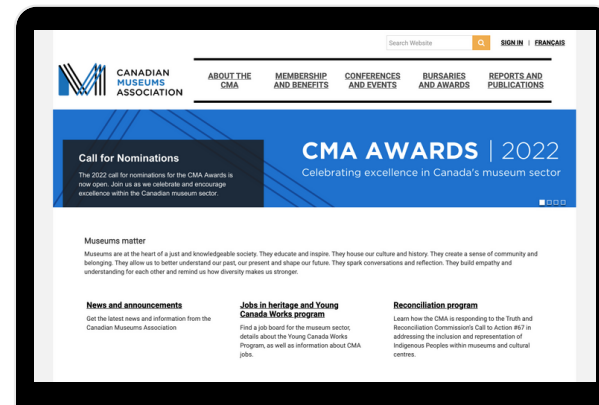 Search Website
SIGN IN | FRANÇAIS
CANADIAN
MUSEUMS
ASSOCIATION
ABOUT THE
CMA
MEMBERSHIP
AND BENEFITS
CONFERENCES
AND EVENTS
BURSARIES
AND AWARDS
REPORTS AND
PUBLICATIONS
Call for Nominations
The 2022 call for nominations for the CMA Awards is
now open. Join us as we celebrate and encourage
excellence within the Canadian museum sector.
CMA AWARDS | 2022
Celebrating excellence in Canada's museum sector
Museums matter
Museums are at the heart of a just and knowledgeable society. They educate and inspire. They house our culture and history. They create a sense of community and
belonging. They allow us to better understand our past, our present and shape our future. They spark conversations and reflection. They build empathy and
understanding for each other and remind us how diversity makes us stronger.
News and announcements
Get the latest news and information from the
Canadian Museums Association
Jobs in heritage and Young
Canada Works program
Find a job board for the museum sector,
details about the Young Canada Works
Program, as well as information about CMA
jobs.
Reconciliation program
Learn how the CMA is responding to the Truth and
Reconciliation Commission's Call to Action #67 in
addressing the inclusion and representation of
Indigenous Peoples within museums and cultural
centres.